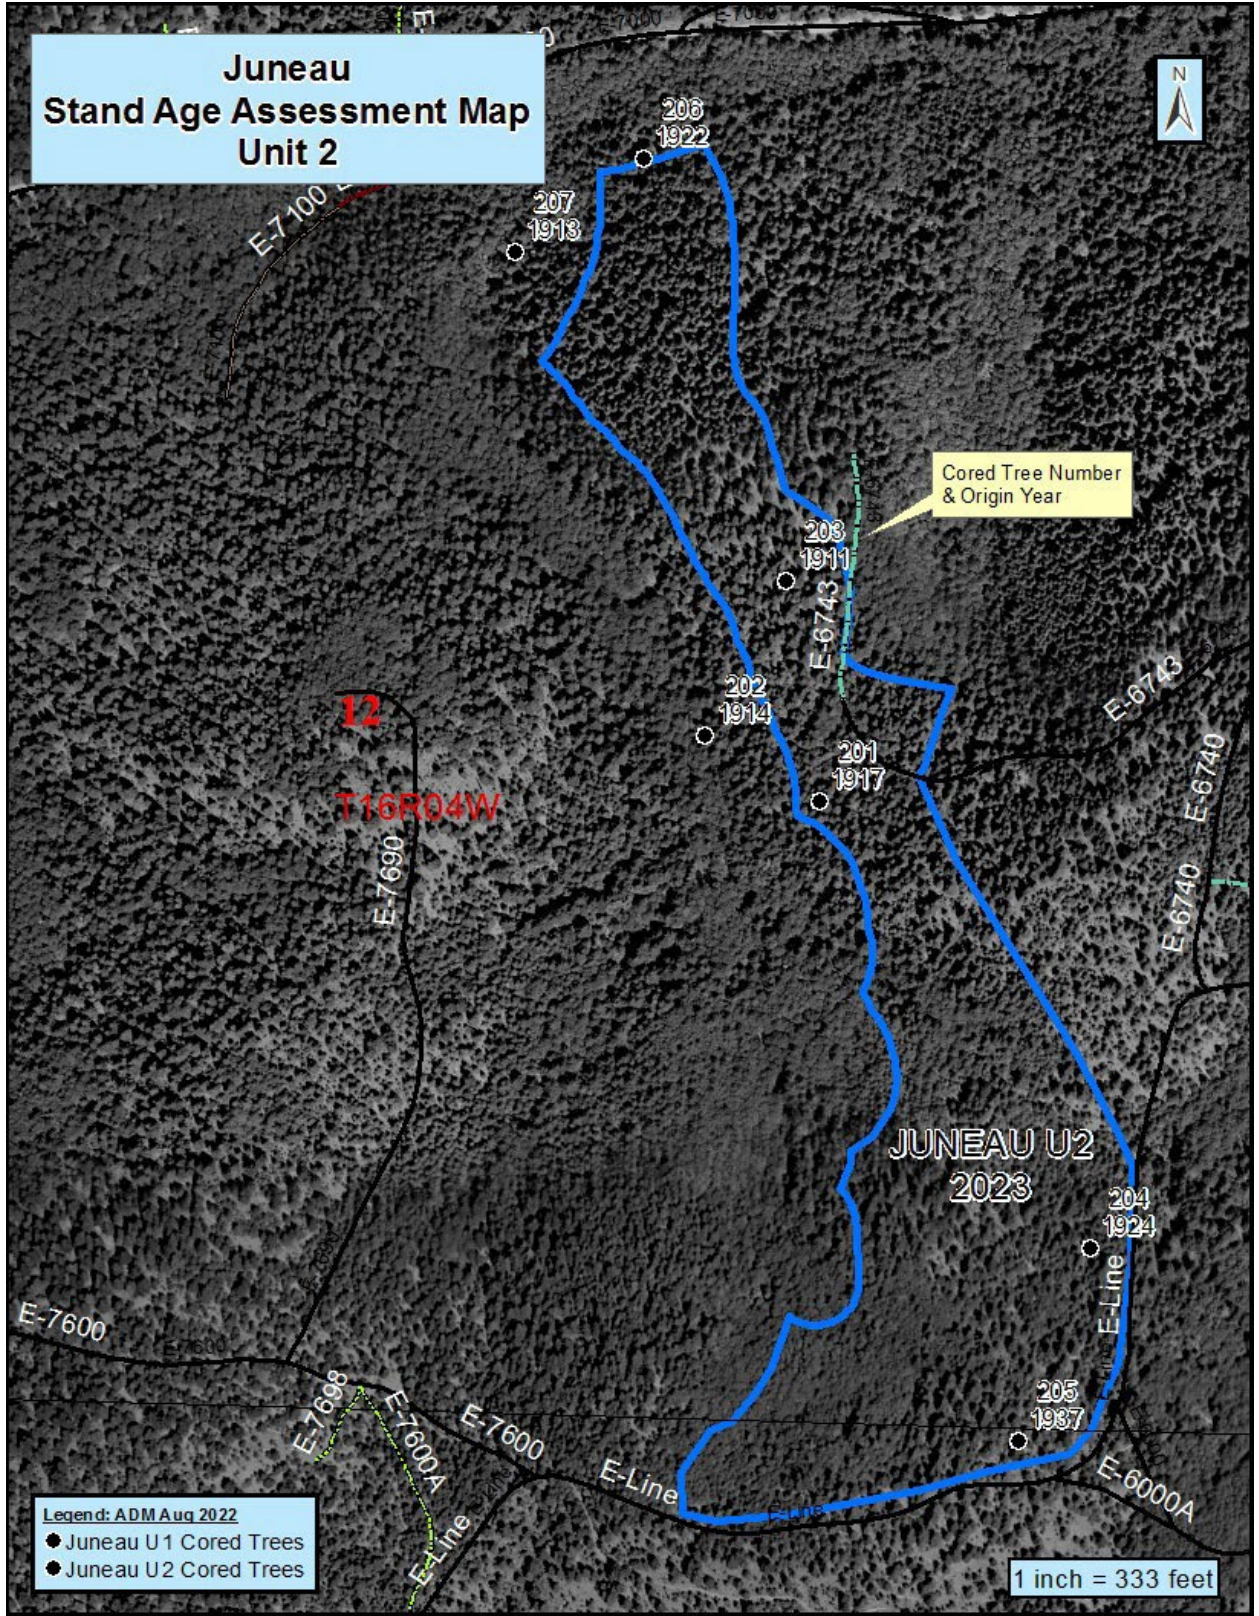 Juneau
Stand Age Assessment Map
Unit 2
N
E-7000
E-7000
206
1922
207
1913
E-7100
Cored Tree Number
& Origin Year
203
1911
E-6743
202
1914
E-6743
12
201
1917
E-6740
T16R04W
E-7690
E-6740
JUNEAU U2
2023
204
1924
E-Line
E-7600
E-7600
205
1937
E-7698
E-7600A
E-7600
E-Line
E-6000A
E-Line
E-Line
Legend: ADM Aug 2022
Juneau U1 Cored Trees
Juneau U2 Cored Trees
1 inch = 333 feet